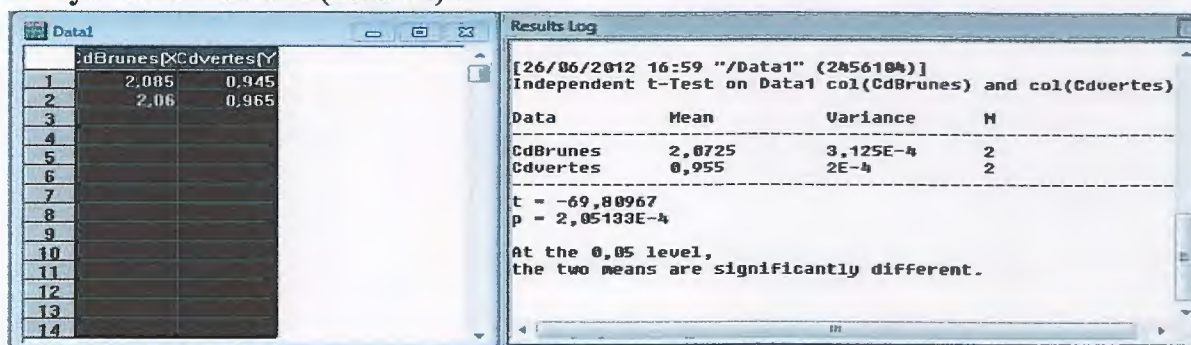 Data1
CdBrunes[X Cdvertes[Y
1 2,085 0,945
2 2,06 0,965
3
4
5
6
7
8
9
10
11
12
13
14
Results Log
[26/06/2012 16:59 "/Data1" (2456104)]
Independent t-Test on Data1 col(CdBrunes) and col(Cdvertes)
Data Mean Variance N
CdBrunes 2,0725 3,125E-4 2
Cdvertes 0,955 2E-4 2
t = -69,80967
p = 2,05133E-4
At the 0,05 level,
the two means are significantly different.